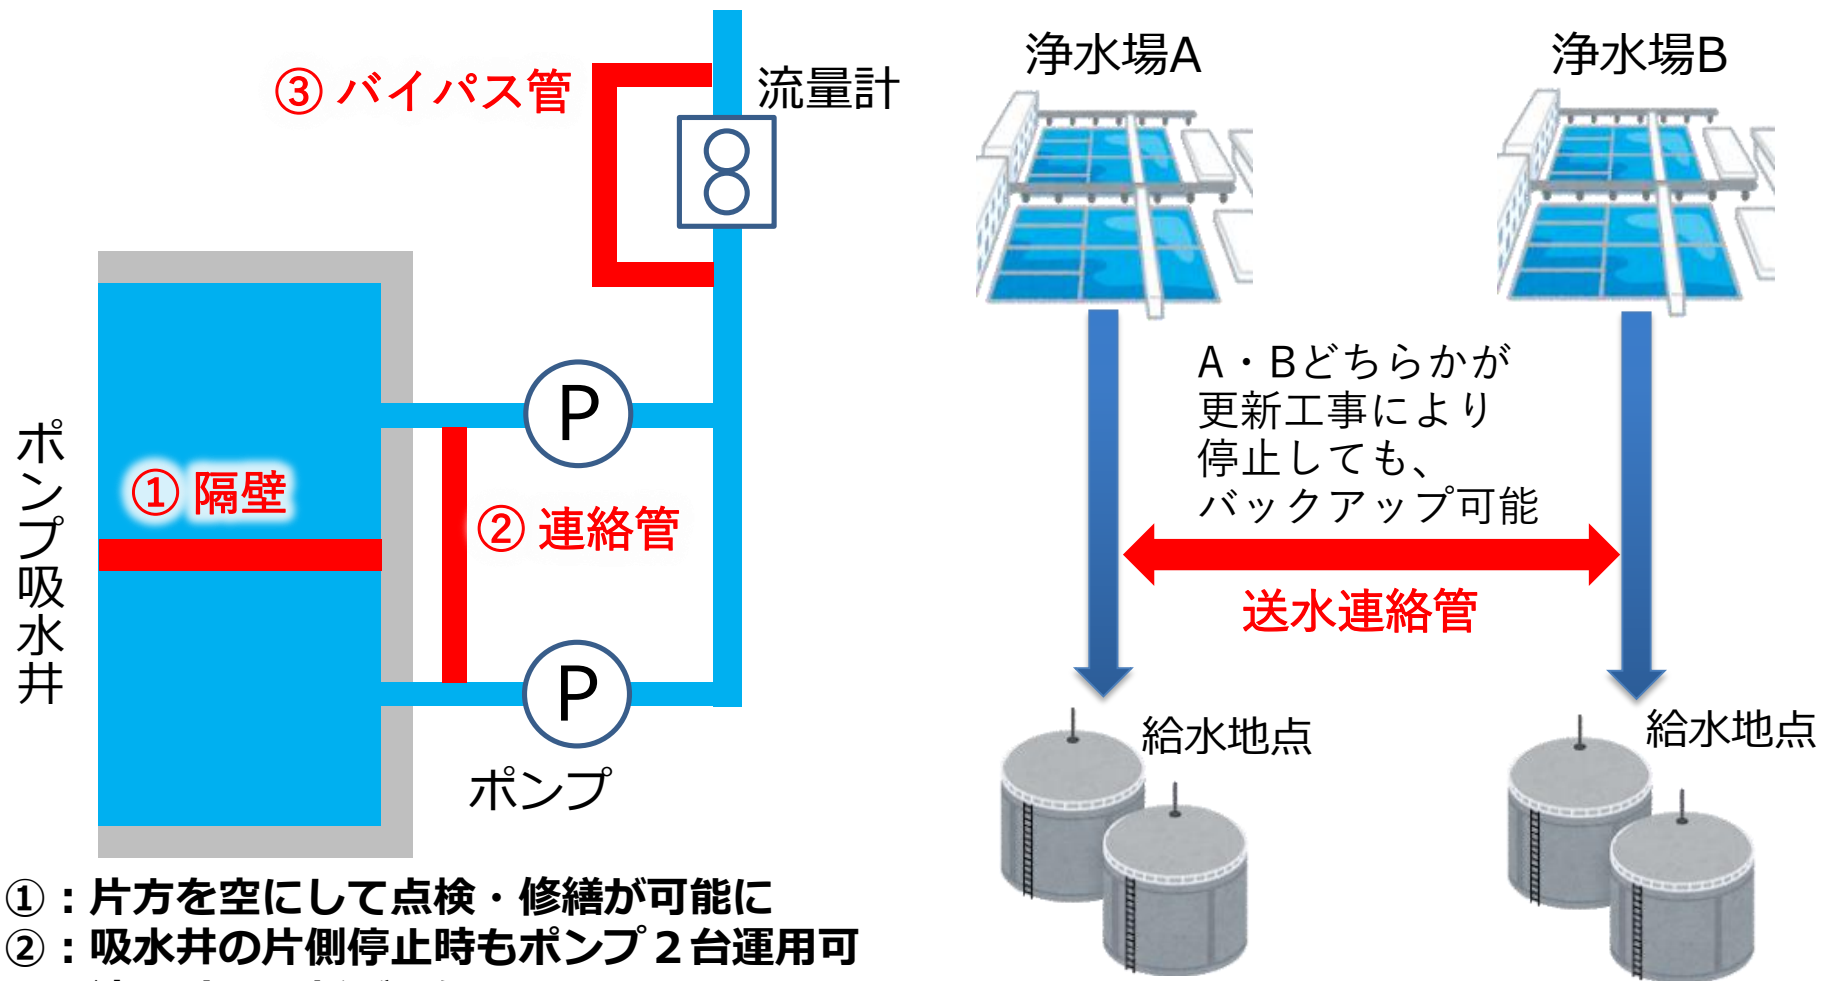 ③ バイパス管
流量計
① 隔壁
② 連絡管
ポンプ吸水井
P
P
ポンプ
①：片方を空にして点検・修繕が可能に
②：吸水井の片側停止時もポンプ２台運用可
浄水場A
浄水場B
A・Bどちらかが
更新工事により
停止しても、
バックアップ可能
送水連絡管
給水地点
給水地点